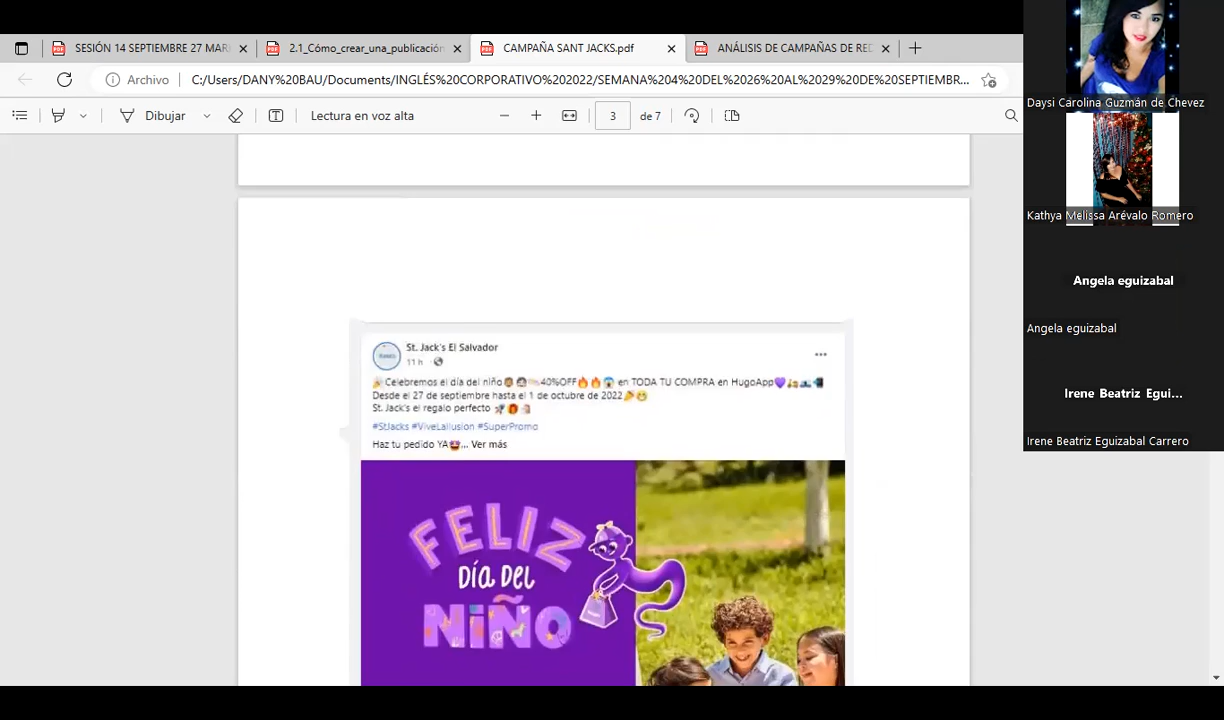 SESIÓN 14 SEPTIEMBRE 27 MAR
2.1_Cómo_crear_una_publicación
CAMPAÑA SANT JACKS.pdf
ANÁLISIS DE CAMPAÑAS DE RED
Archivo
C:/Users/DANY%20BAU/Documents/INGLÉS%20CORPORATIVO%202022/SEMANA%204%20DEL%2026%20AL%2029%20DE%20SEPTIEMBR...
Dibujar
Lectura en voz alta
3
de 7
Daysi Carolina Guzmán de Chevez
Kathya Melissa Arévalo Romero
Angela eguizabal
Angela eguizabal
Irene Beatriz Egui...
Irene Beatriz Eguizabal Carrero
St. Jack's El Salvador
11 h
Celebremos el día del niño 40%OFF en TODA TU COMPRA en HugoApp
Desde el 27 de septiembre hasta el 1 de octubre de 2022
St. Jack's el regalo perfecto
#StJacks #ViveLaIlusion #SuperPromo
Haz tu pedido YA ... Ver más
FELIZ
DÍA DEL
NIÑO